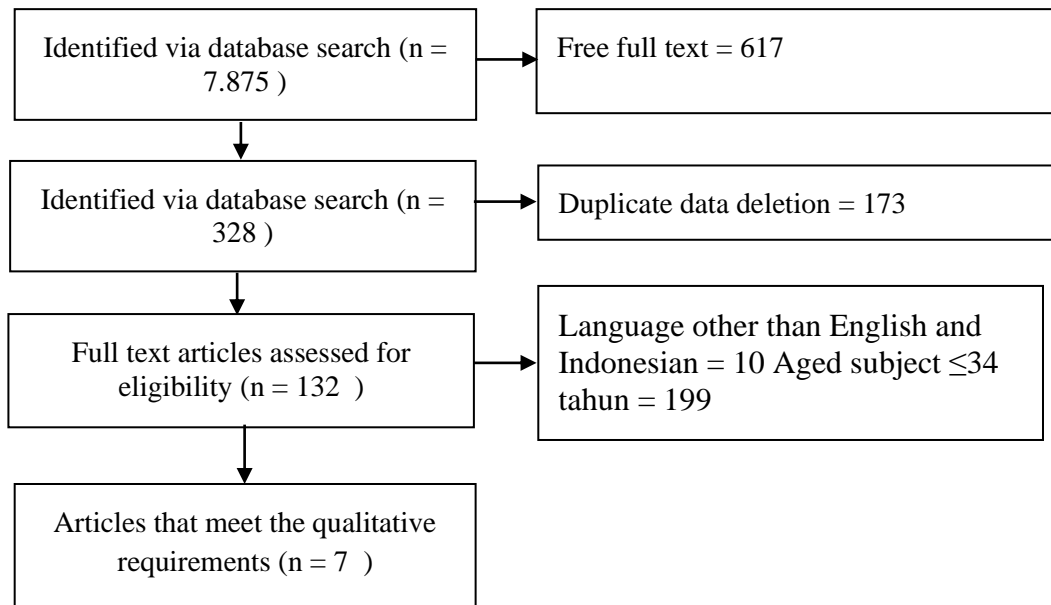 Identified via database search (n =
7.875 )
Free full text = 617
Identified via database search (n =
328 )
Duplicate data deletion = 173
Full text articles assessed for
eligibility (n = 132 )
Language other than English and
Indonesian = 10 Aged subject ≤34
tahun = 199
Articles that meet the qualitative
requirements (n = 7 )